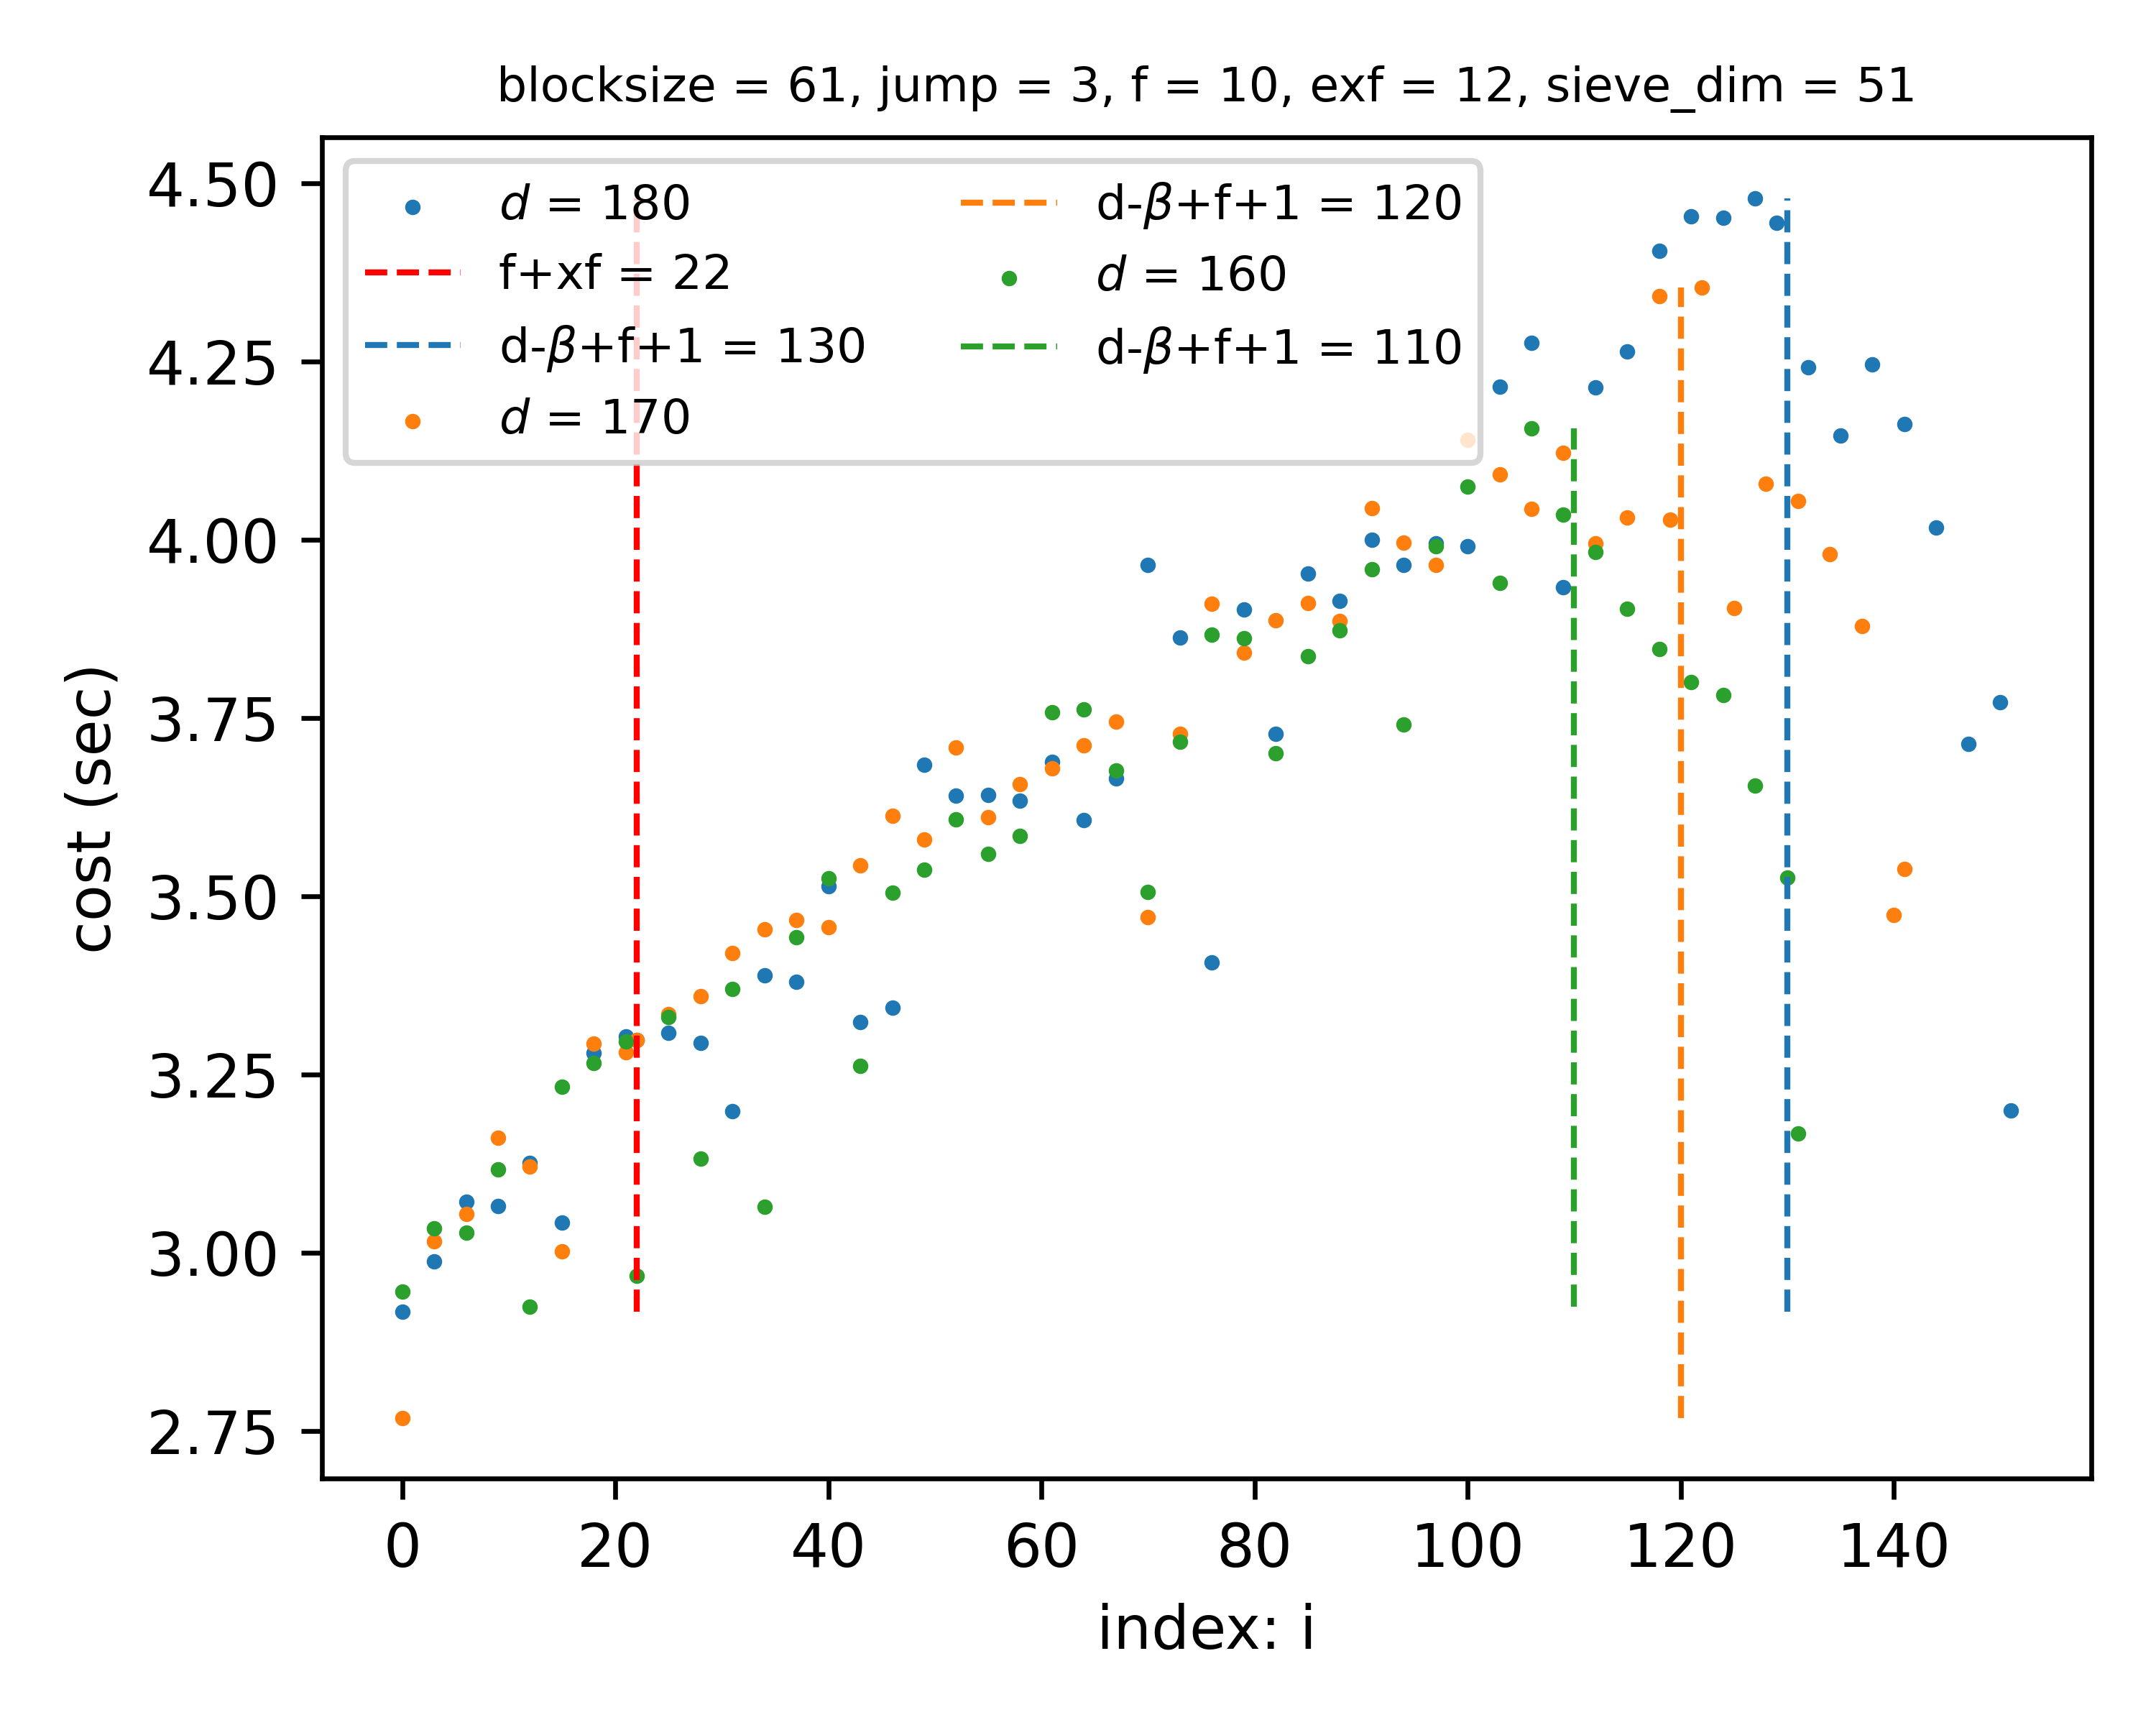 blocksize = 61, jump = 3, f = 10, exf = 12, sieve_dim = 51
d = 180
f+xf = 22
d-β+f+1 = 130
d = 170
d-β+f+1 = 120
d = 160
d-β+f+1 = 110
4.50
4.25
4.00
3.75
3.50
3.25
3.00
2.75
cost (sec)
0 20 40 60 80 100 120 140
index: i